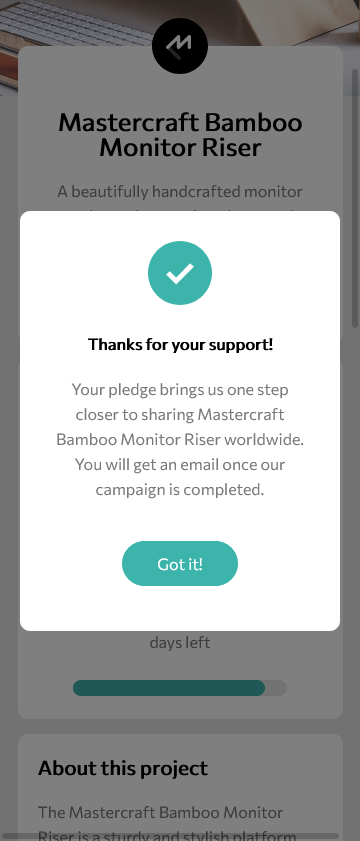 Mastercraft Bamboo
Monitor Riser
A beautifully handcrafted monitor
Thanks for your support!
Your pledge brings us one step
closer to sharing Mastercraft
Bamboo Monitor Riser worldwide.
You will get an email once our
campaign is completed.
Got it!
days left
About this project
The Mastercraft Bamboo Monitor
Riser is a sturdy and stylish platform